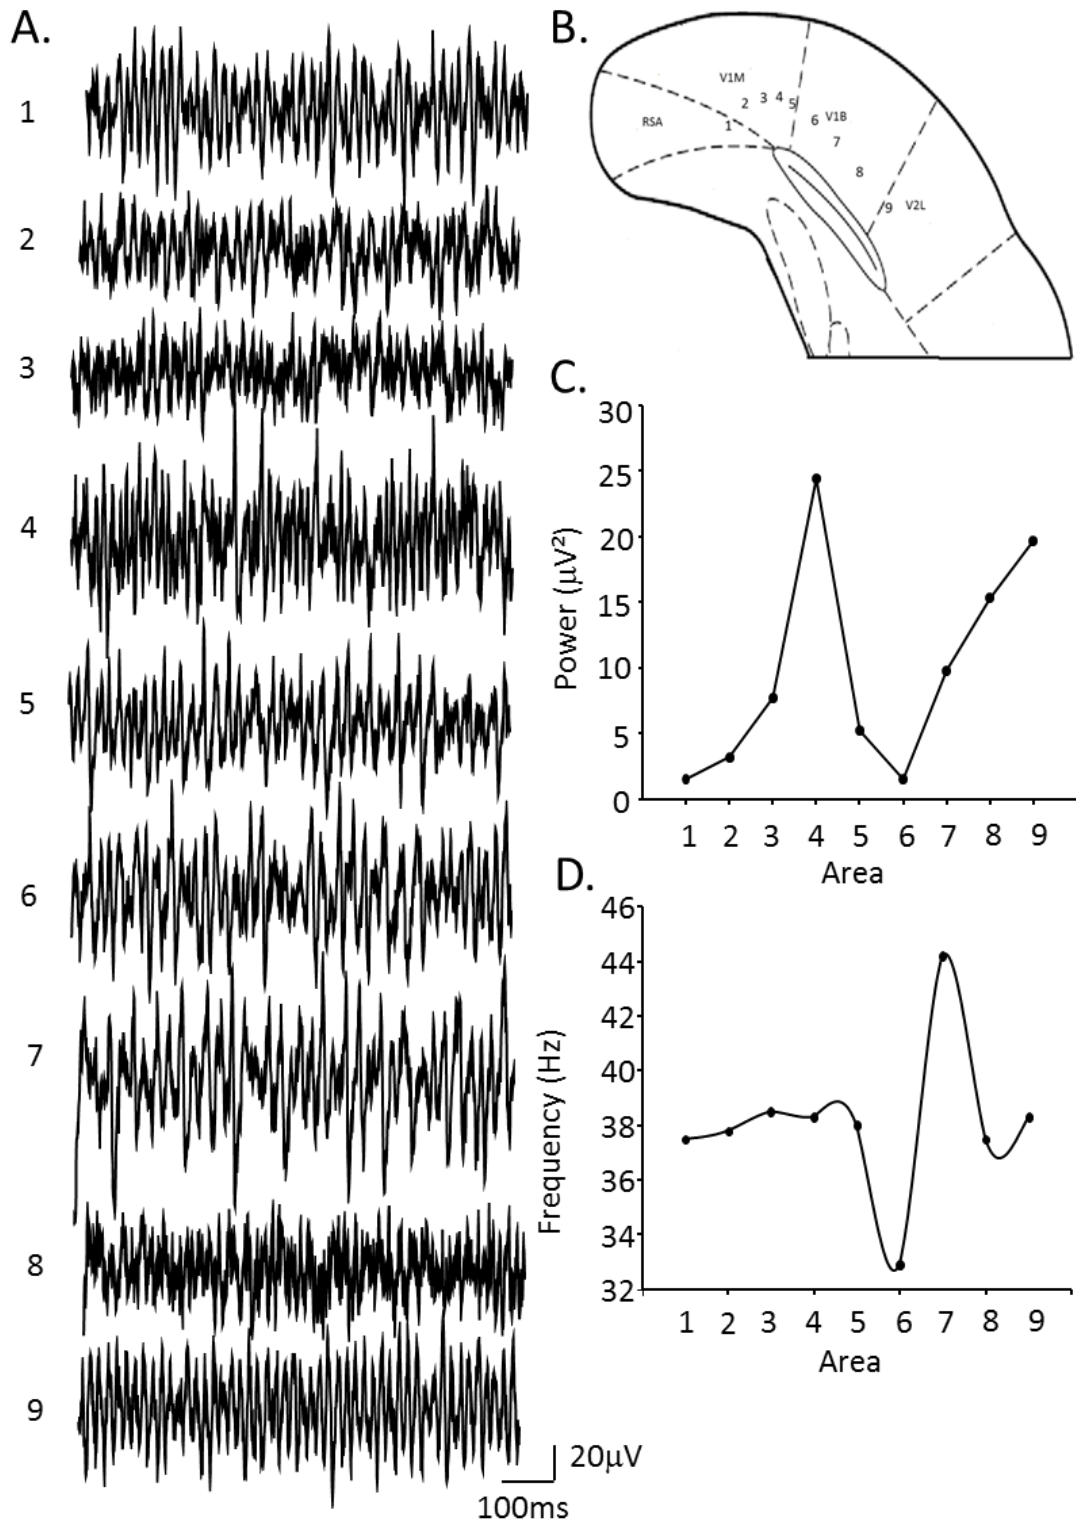 A.
1
2
3
4
5
6
7
8
9
20μV
100ms
B.
V1M
2 3 4 5
RSA 1 6 V1B
7
8
9 V2L
C.
30
25
20
15
10
5
0
Power (μV²)
1 2 3 4 5 6 7 8 9
Area
D.
46
44
42
40
38
36
34
32
Frequency (Hz)
1 2 3 4 5 6 7 8 9
Area